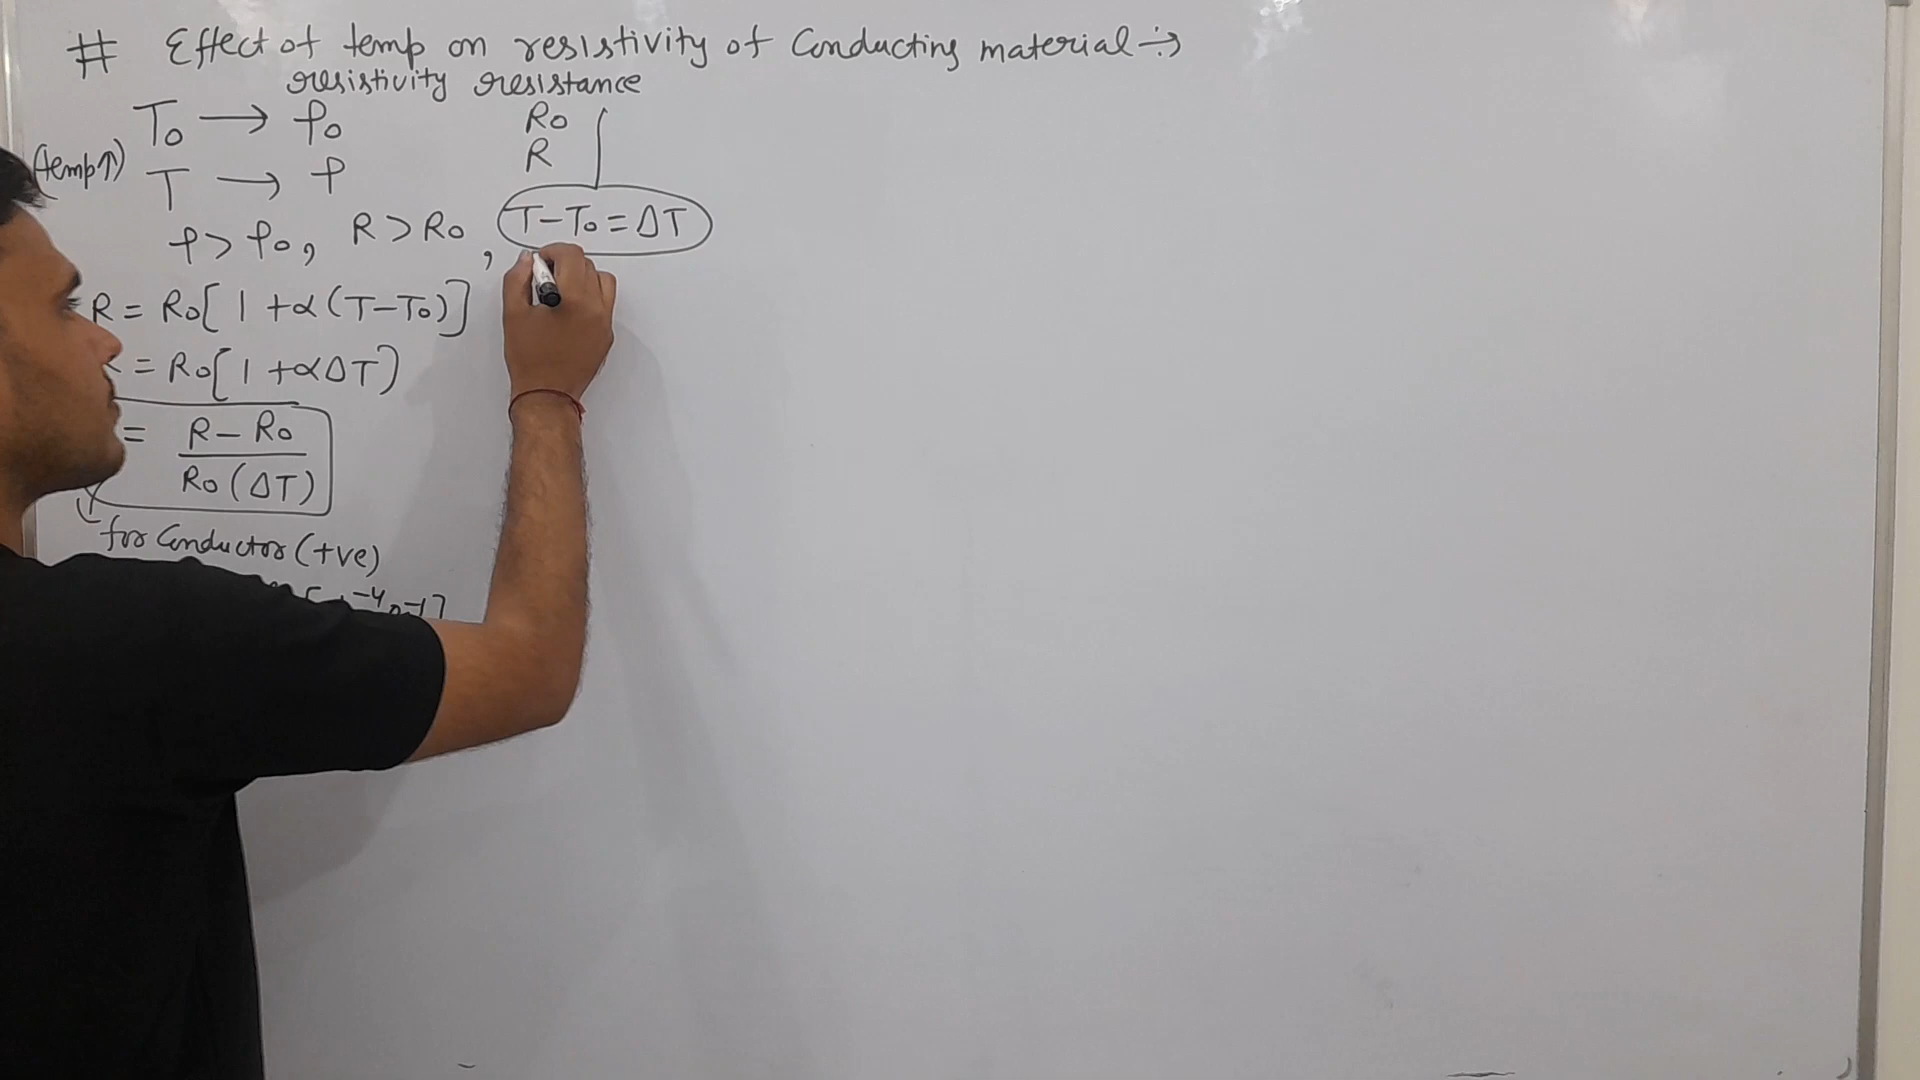 # Effect of temp on resistivity of Conducting material ÷>
resistivity resistance
T₀ → ρ₀ R₀
(temp↑) T → ρ R
ρ > ρ₀, R > R₀, T-T₀ = ΔT
R = R₀[1 + α(T-T₀)]
= R₀[1 + αΔT)
= R-R₀ / R₀(ΔT)
for Conductor (+ve)